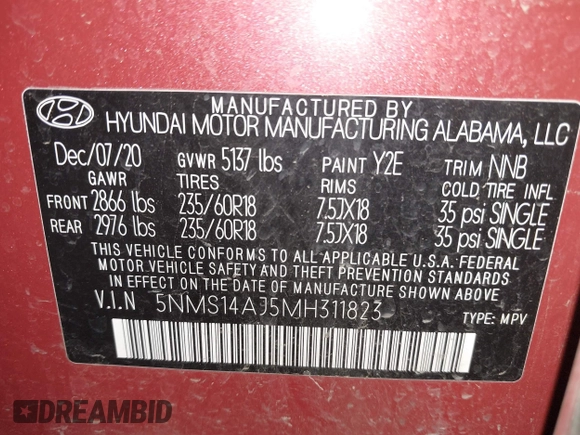 MANUFACTURED BY
HYUNDAI MOTOR MANUFACTURING ALABAMA, LLC
Dec/07/20 GVWR 5137 lbs PAINT Y2E TRIM NNB
GAWR TIRES RIMS COLD TIRE INFL.
FRONT 2866 lbs 235/60R18 7.5JX18 35 psi SINGLE
REAR 2976 lbs 235/60R18 7.5JX18 35 psi SINGLE
THIS VEHICLE CONFORMS TO ALL APPLICABLE U.S.A. FEDERAL
MOTOR VEHICLE SAFETY AND THEFT PREVENTION STANDARDS
IN EFFECT ON THE DATE OF MANUFACTURE SHOWN ABOVE
V.I.N 5NMS14AJ5MH311823
TYPE: MPV
DREAMBID